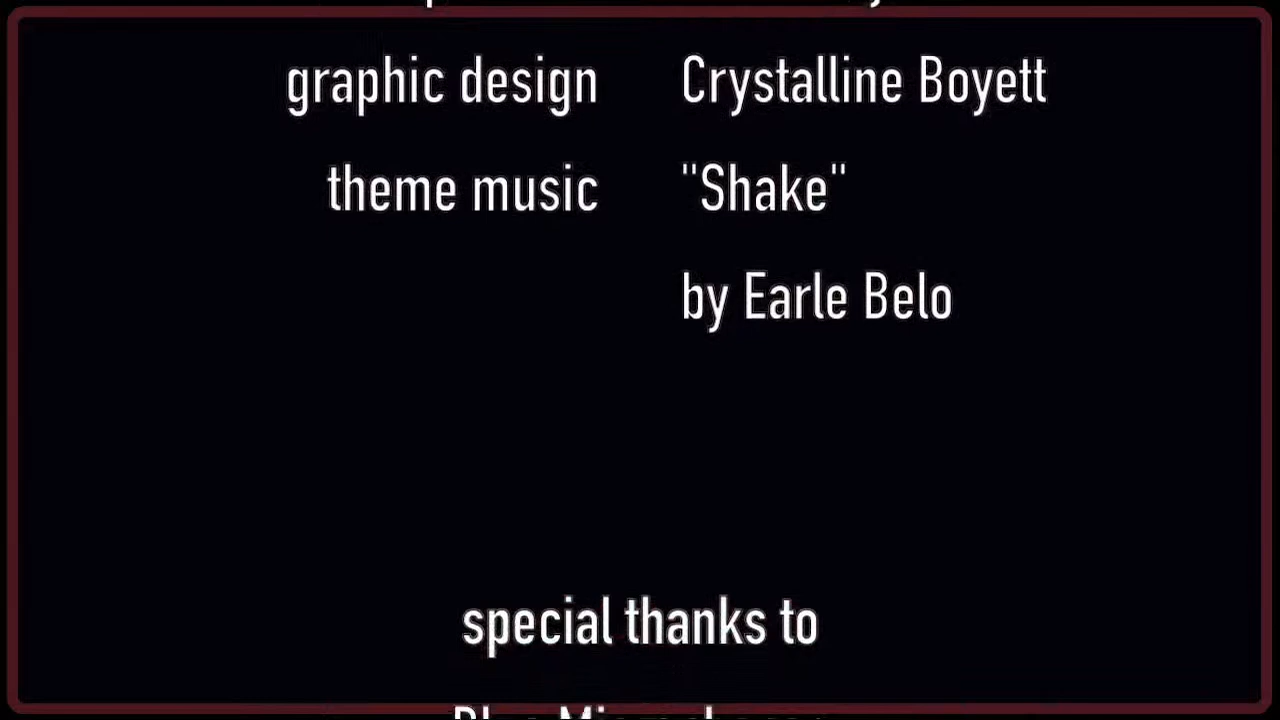 graphic design Crystalline Boyett
theme music "Shake"
by Earle Belo
special thanks to